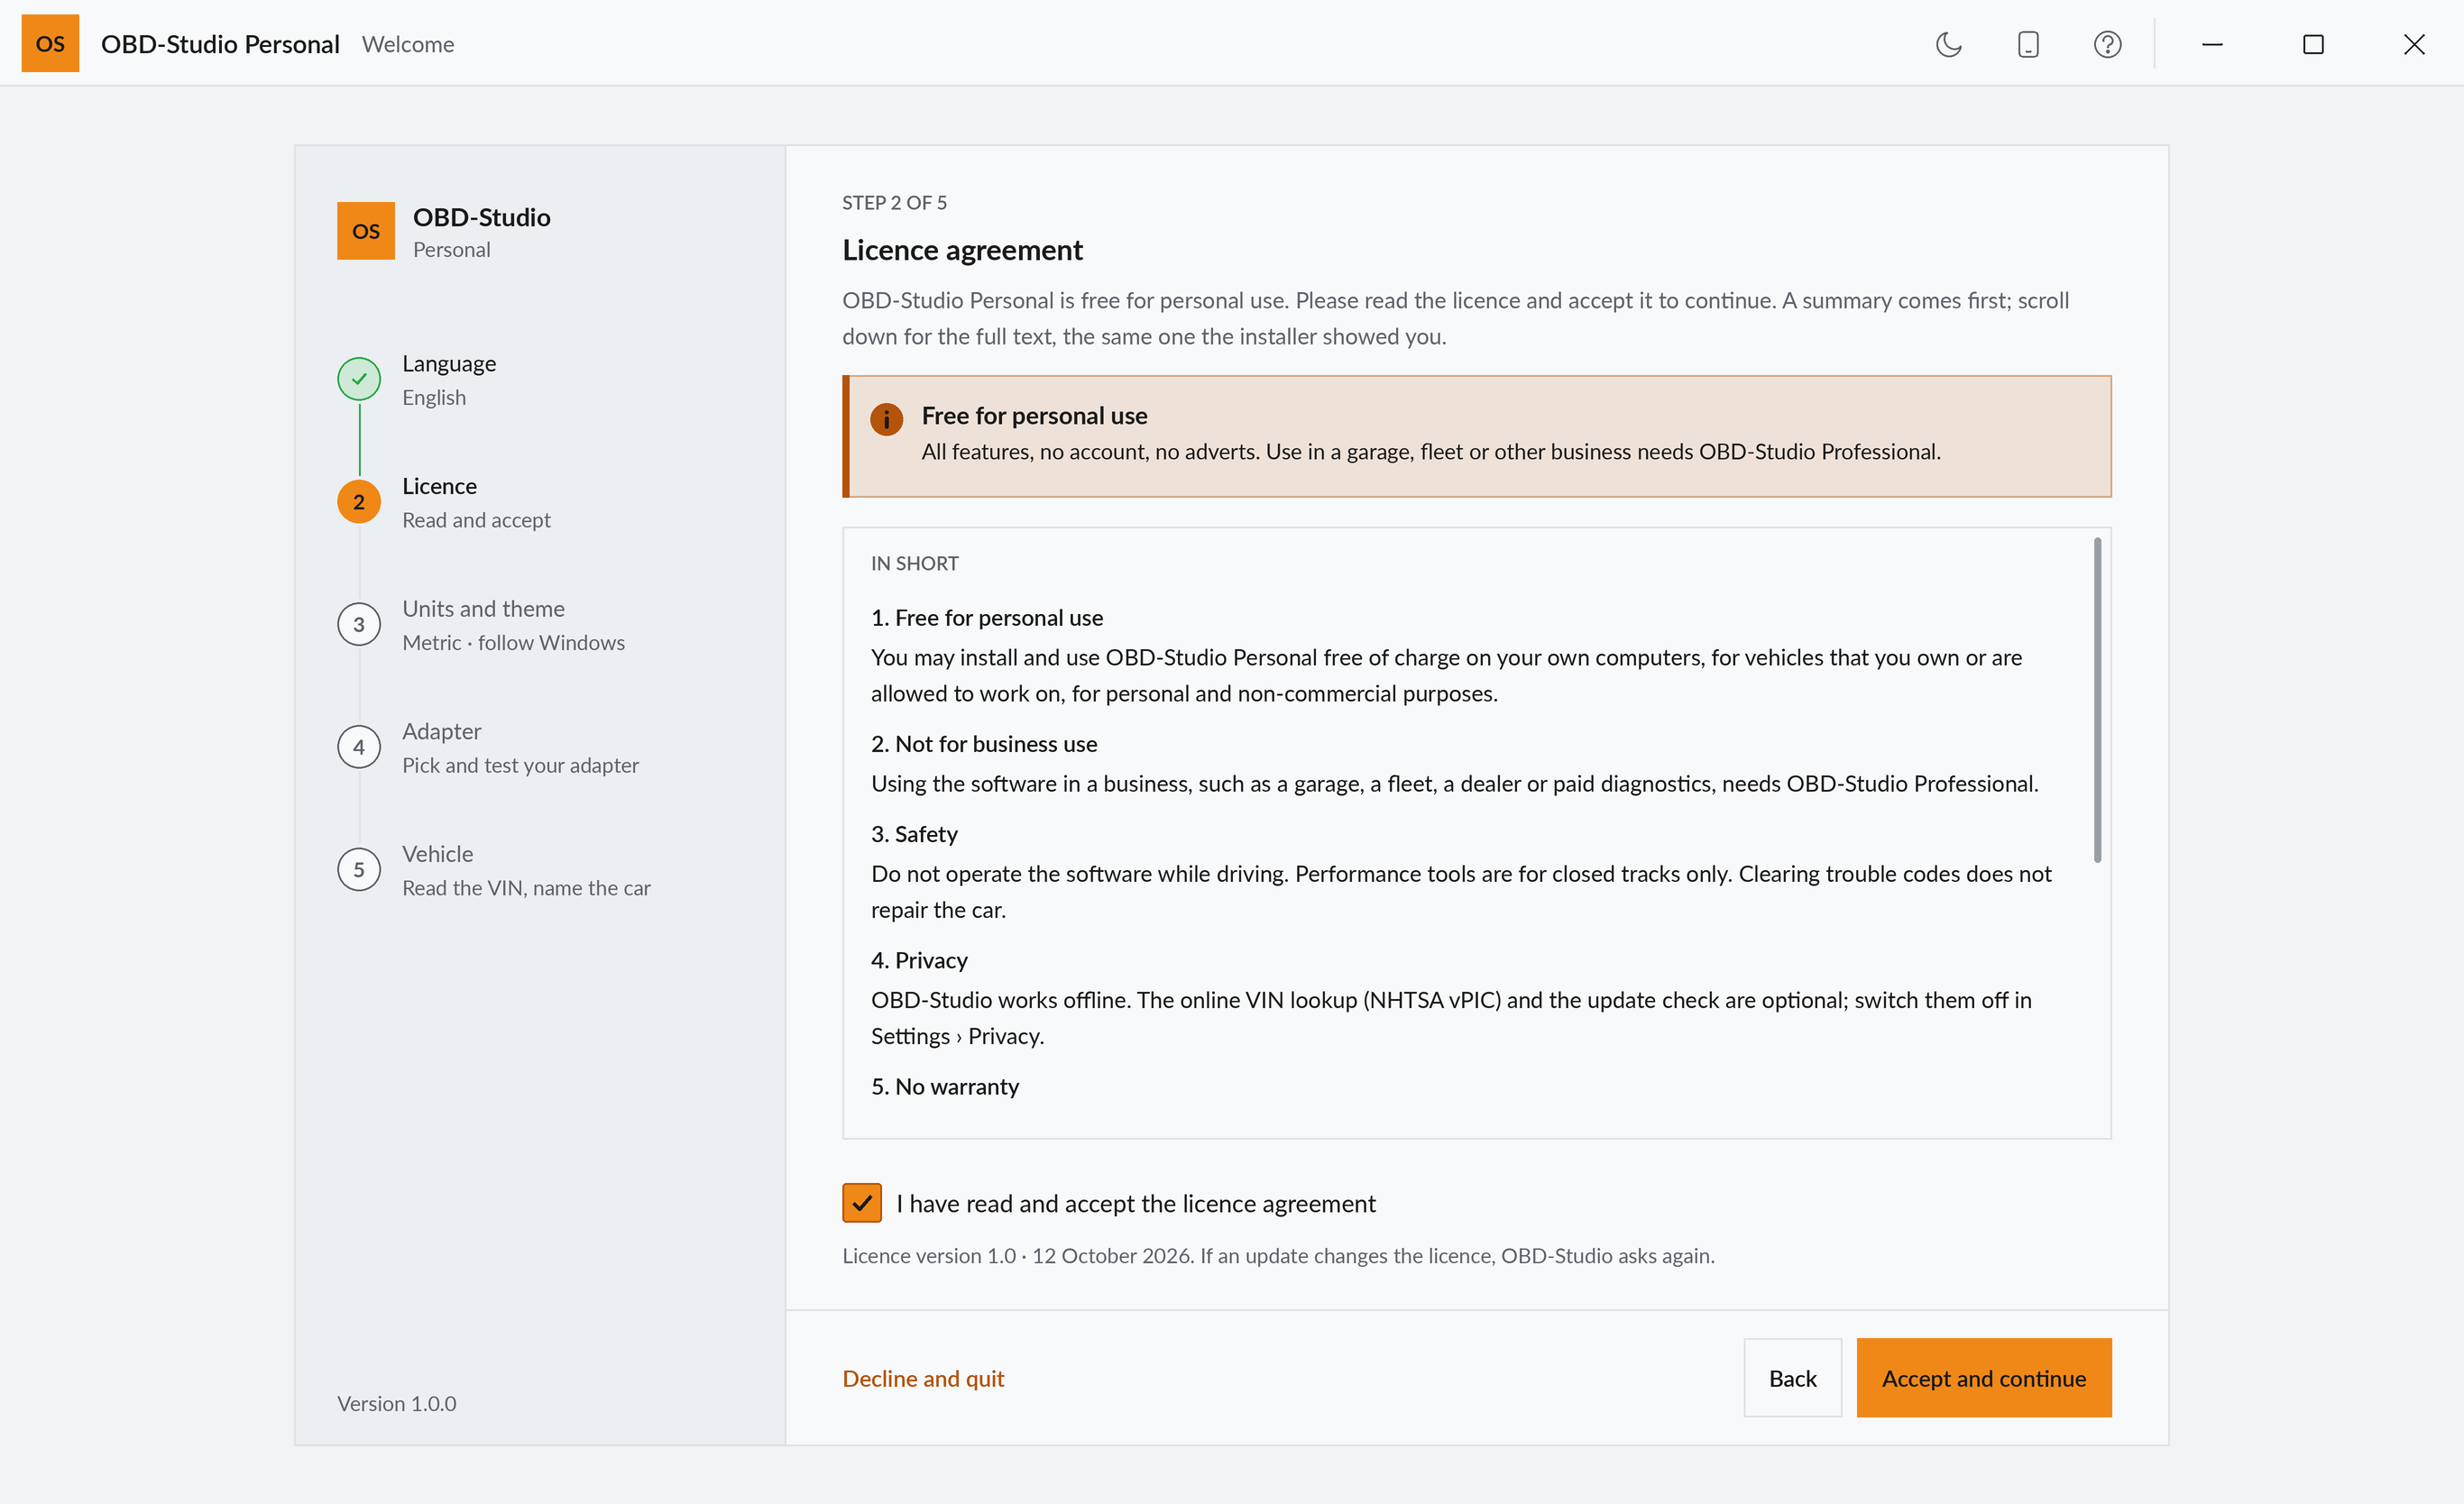 OS OBD-Studio Personal Welcome
OS
OBD-Studio
Personal
Language
English
2
Licence
Read and accept
3
Units and theme
Metric · follow Windows
4
Adapter
Pick and test your adapter
5
Vehicle
Read the VIN, name the car
Version 1.0.0
STEP 2 OF 5
Licence agreement
OBD-Studio Personal is free for personal use. Please read the licence and accept it to continue. A summary comes first; scroll
down for the full text, the same one the installer showed you.
Free for personal use
All features, no account, no adverts. Use in a garage, fleet or other business needs OBD-Studio Professional.
IN SHORT
1. Free for personal use
You may install and use OBD-Studio Personal free of charge on your own computers, for vehicles that you own or are
allowed to work on, for personal and non-commercial purposes.
2. Not for business use
Using the software in a business, such as a garage, a fleet, a dealer or paid diagnostics, needs OBD-Studio Professional.
3. Safety
Do not operate the software while driving. Performance tools are for closed tracks only. Clearing trouble codes does not
repair the car.
4. Privacy
OBD-Studio works offline. The online VIN lookup (NHTSA vPIC) and the update check are optional; switch them off in
Settings › Privacy.
5. No warranty
I have read and accept the licence agreement
Licence version 1.0 · 12 October 2026. If an update changes the licence, OBD-Studio asks again.
Decline and quit
Back
Accept and continue